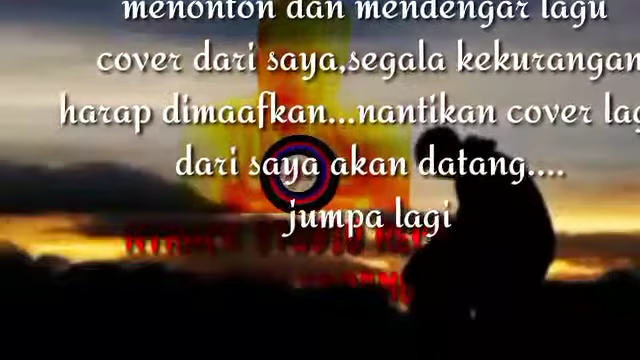 menonton dan mendengar lagu
cover dari saya,segala kekurangan
harap dimaafkan...nantikan cover lag
dari saya akan datang....
jumpa lagi